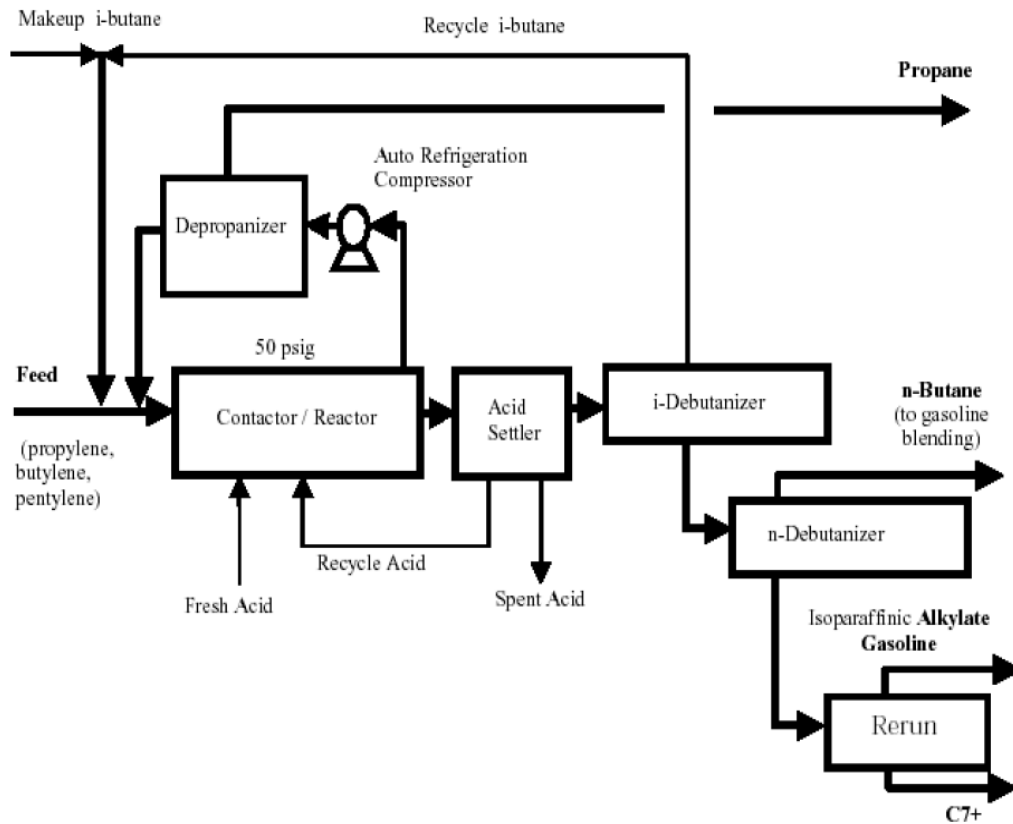 Makeup i-butane
Recycle i-butane
Propane
Auto Refrigeration
Compressor
Depropanizer
50 psig
Feed
(propylene,
butylene,
pentylene)
Contactor / Reactor
Acid
Settler
i-Debutanizer
n-Butane
(to gasoline
blending)
n-Debutanizer
Recycle Acid
Fresh Acid
Spent Acid
Isoparaffinic Alkylate
Gasoline
Rerun
C7+